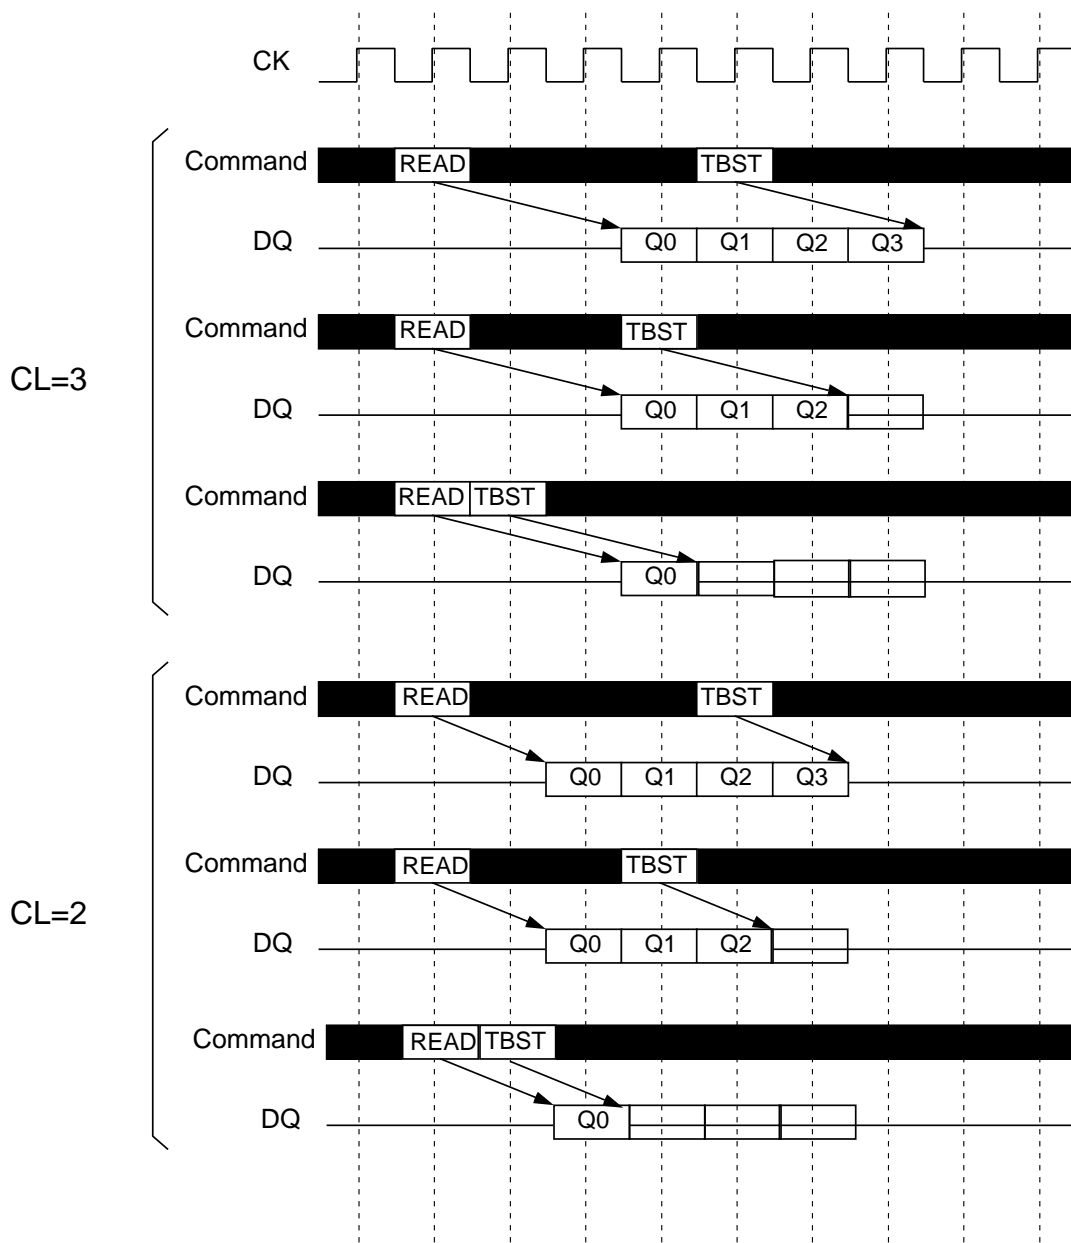 CK
Command READ TBST
DQ Q0 Q1 Q2 Q3
Command READ TBST
CL=3
DQ Q0 Q1 Q2
Command READ TBST
DQ Q0
Command READ TBST
DQ Q0 Q1 Q2 Q3
Command READ TBST
CL=2
DQ Q0 Q1 Q2
Command READ TBST
DQ Q0